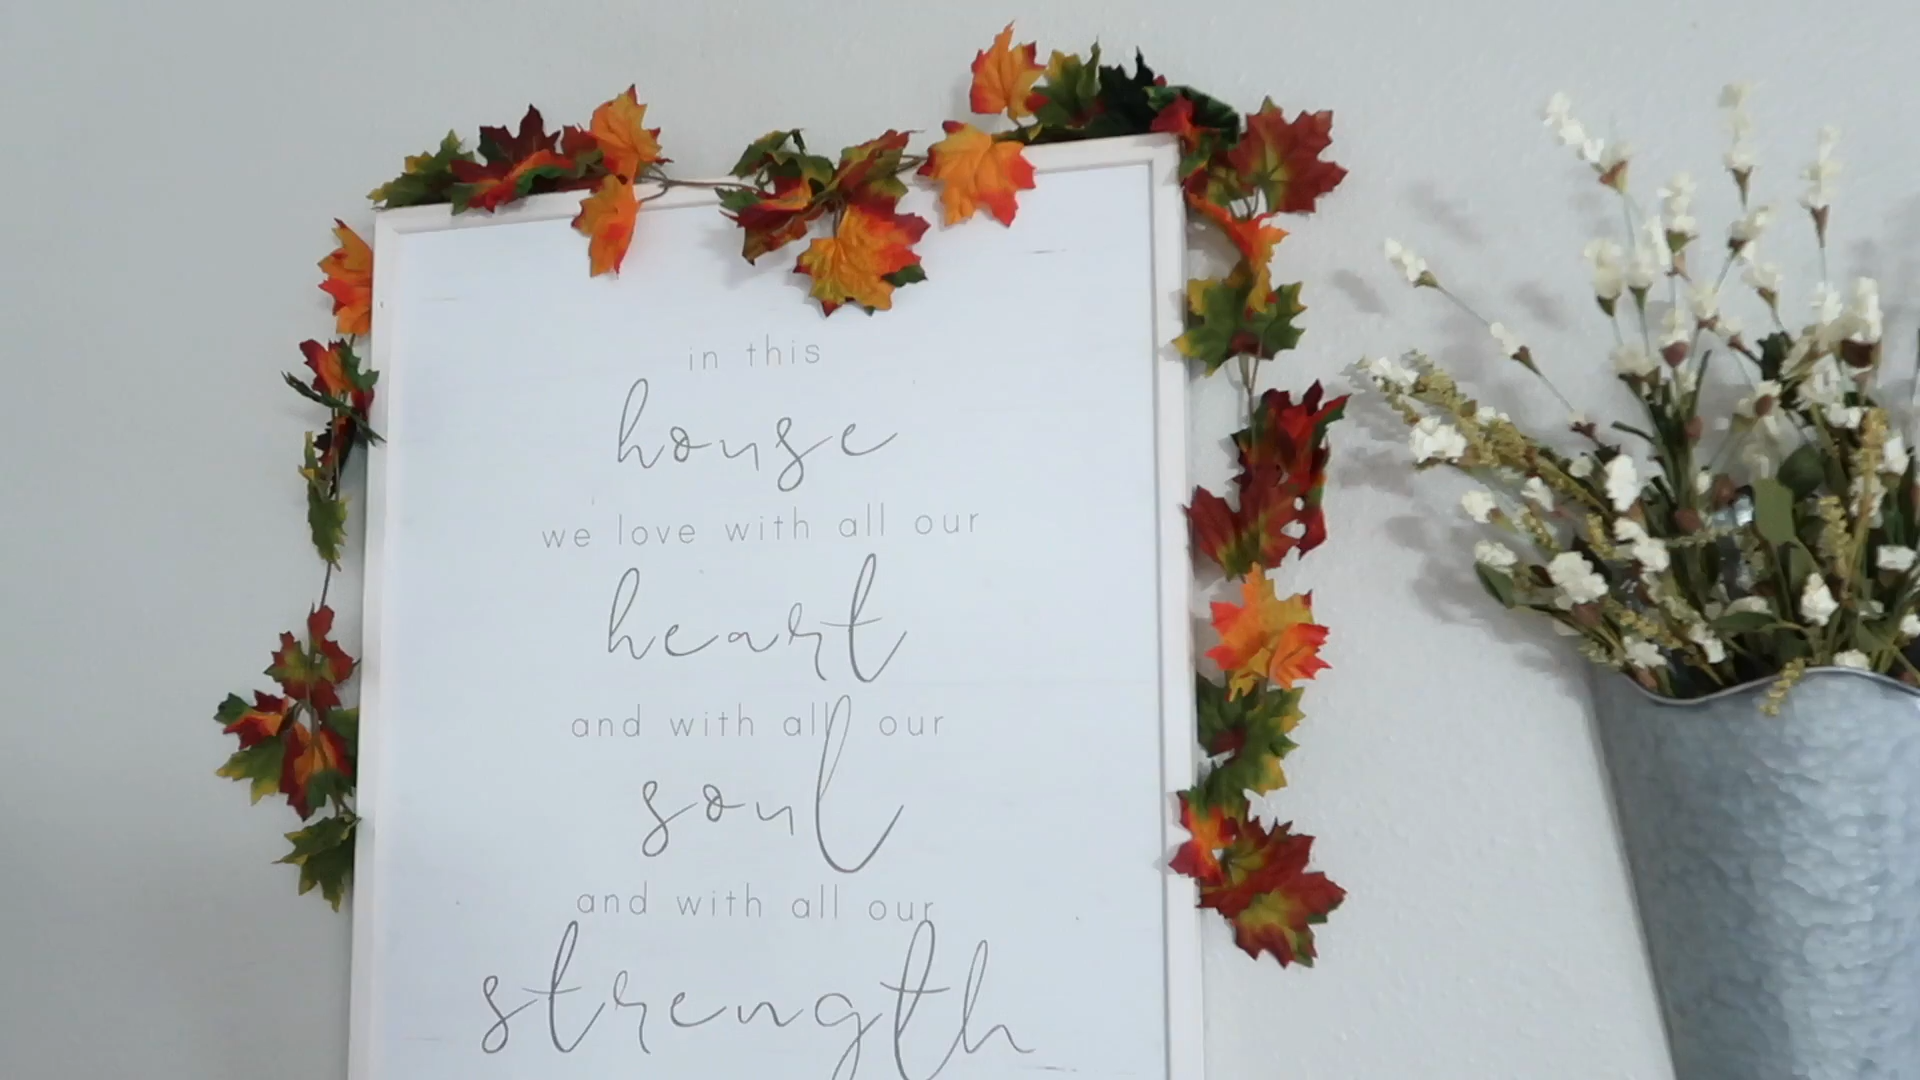 in this
house
we love with all our
heart
and with all our
soul
and with all our
strength